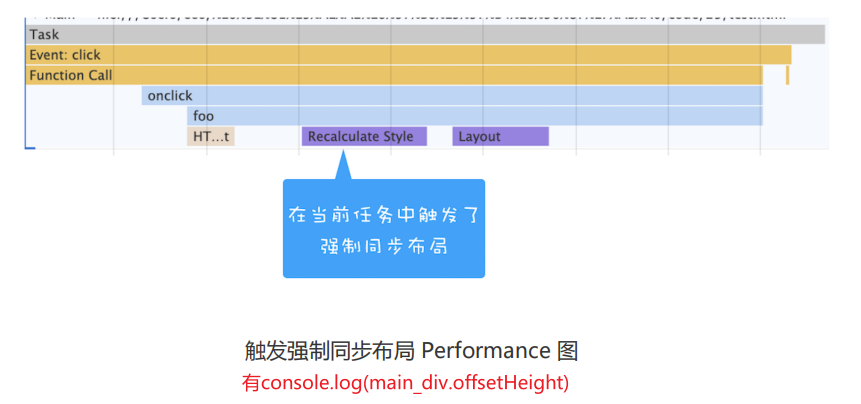 Task
Event: click
Function Call
onclick
foo
HT...t
Recalculate Style
Layout
在当前任务中触发了
强制同步布局
触发强制同步布局 Performance 图
有console.log(main_div.offsetHeight)